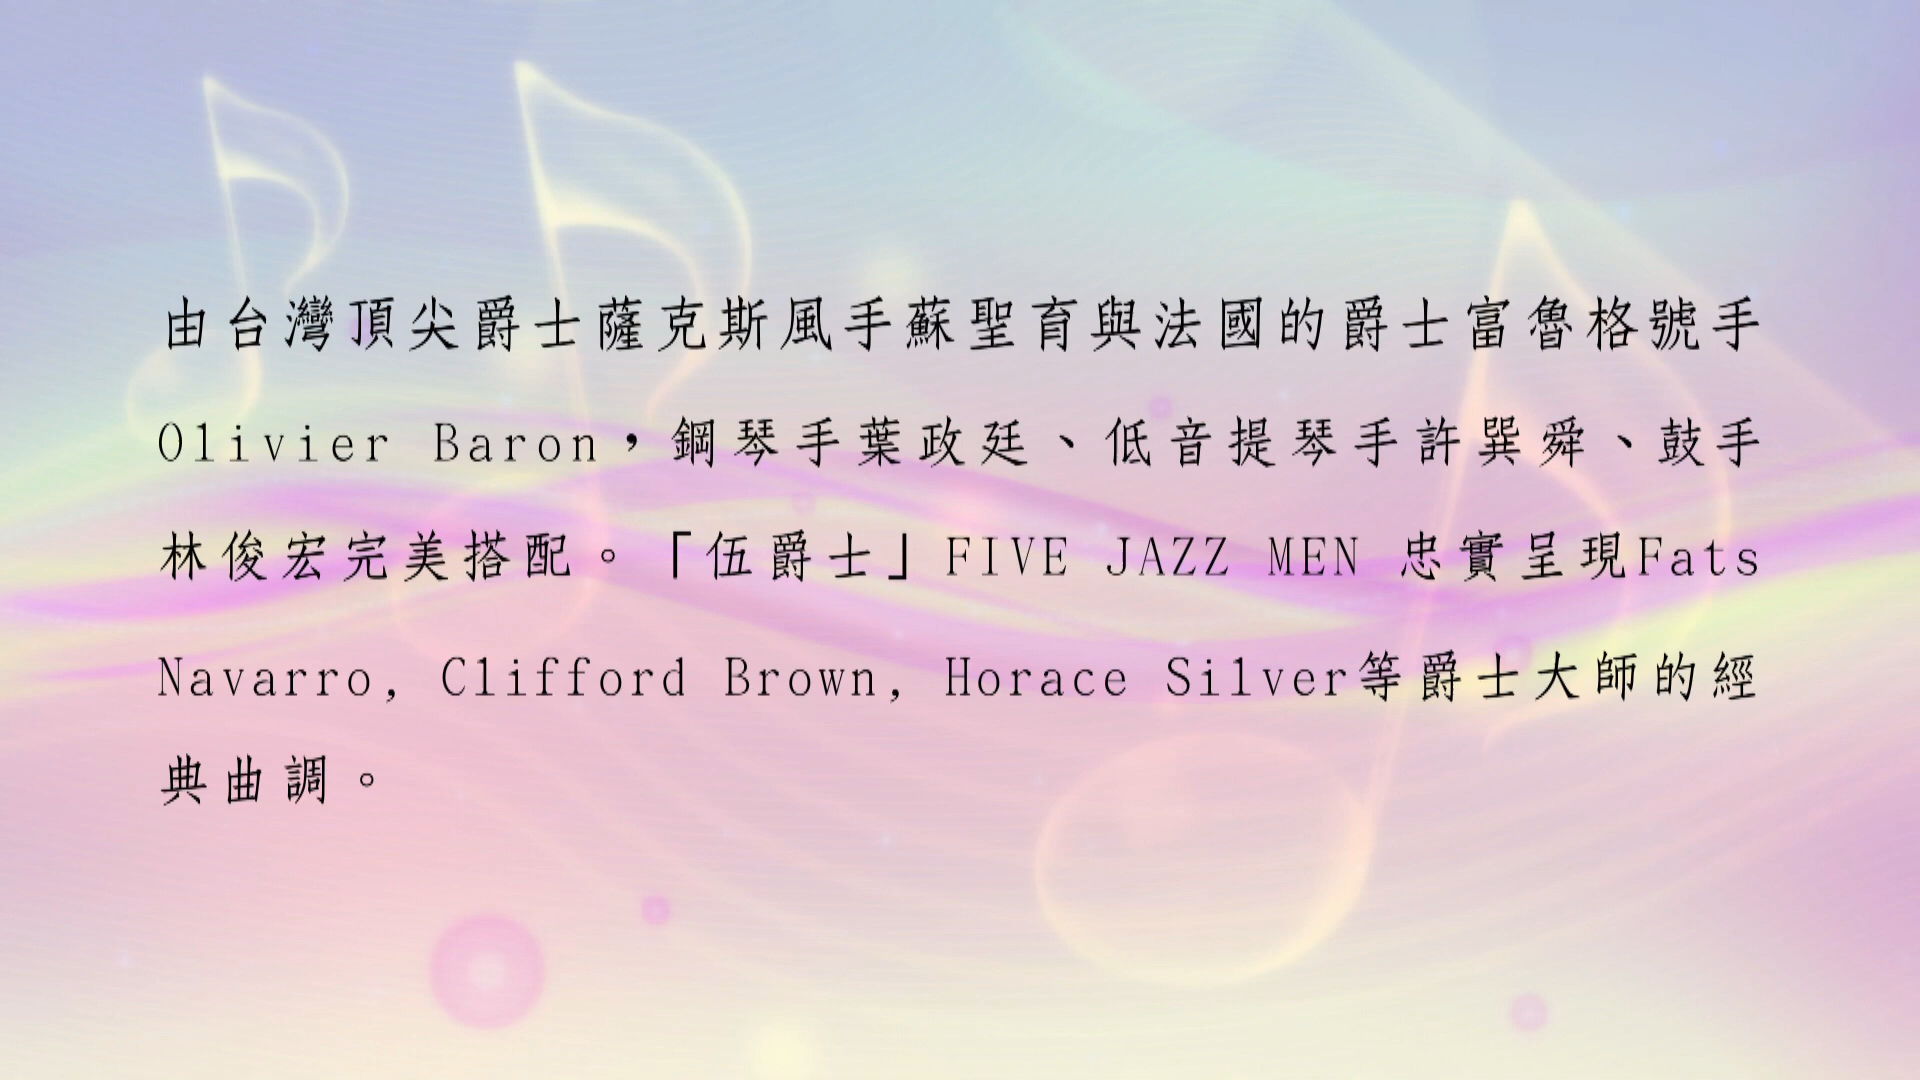 由台灣頂尖爵士薩克斯風手蘇聖育與法國的爵士富魯格號手
Olivier Baron，鋼琴手葉政廷、低音提琴手許巽舜、鼓手
林俊宏完美搭配。「伍爵士」FIVE JAZZ MEN 忠實呈現Fats
Navarro, Clifford Brown, Horace Silver等爵士大師的經
典曲調。